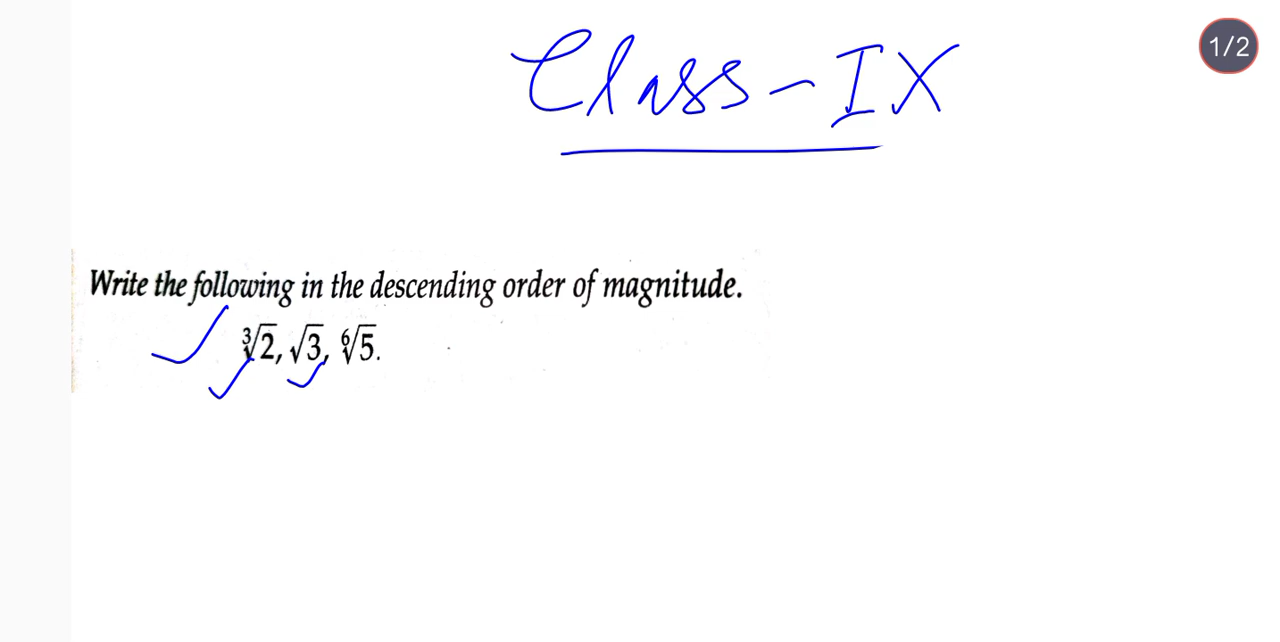 Class - IX
1/2
Write the following in the descending order of magnitude.
∛2, √3, ⁶√5.